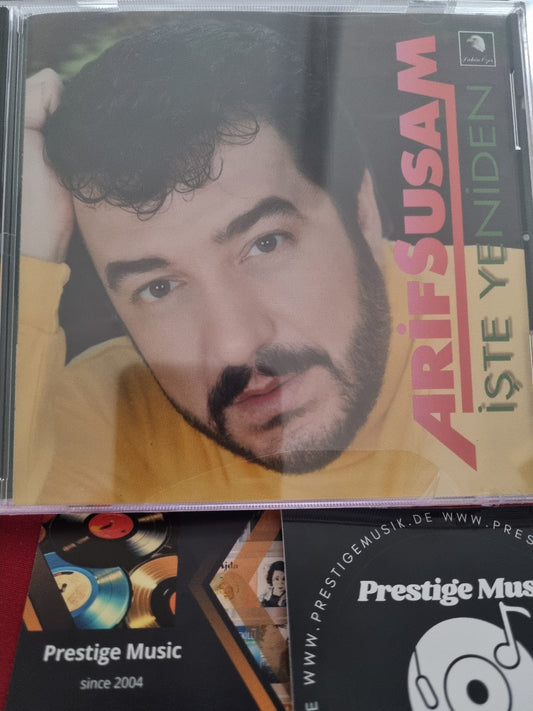 ARİF SUSAM
İŞTE YENİDEN
Prestige Music
since 2004
WWW.PRESTIGEMUSIK.DE WWW.PRES
Prestige Mus